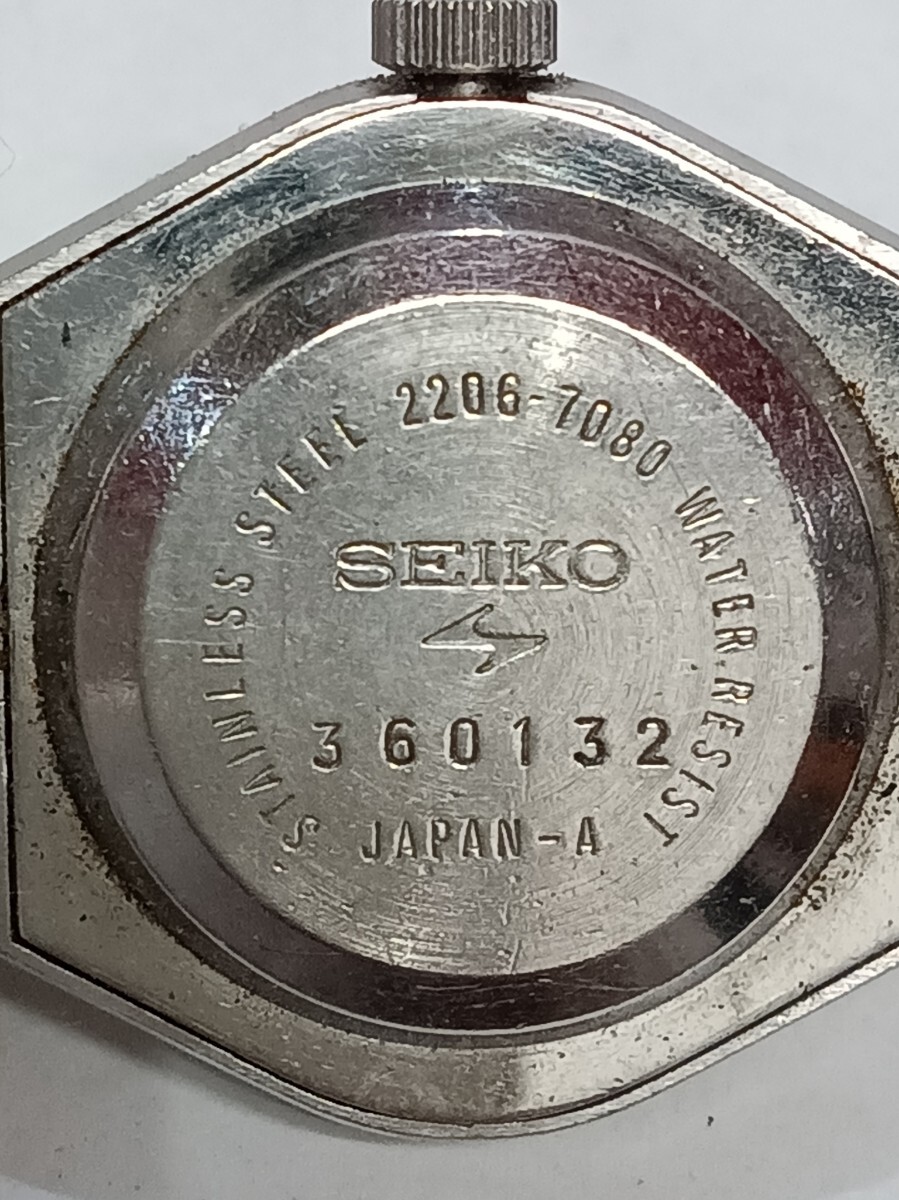 STAINLESS STEEL 2206-7080 WATER RESIST
SEIKO
360132
JAPAN-A